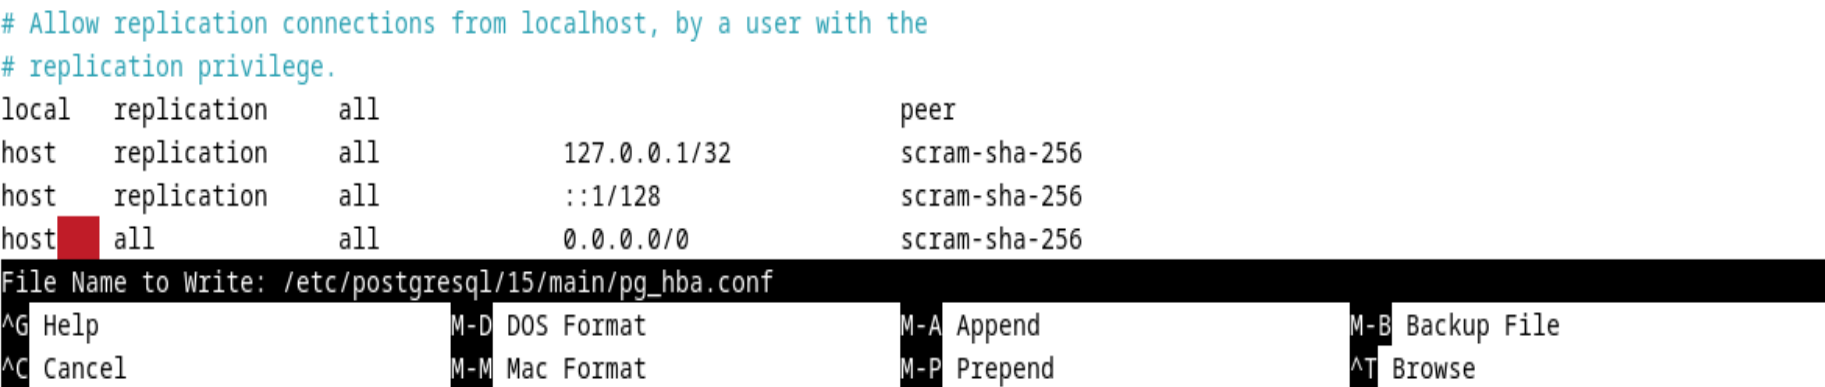 # Allow replication connections from localhost, by a user with the
# replication privilege.
local   replication     all                                     peer
host    replication     all             127.0.0.1/32            scram-sha-256
host    replication     all             ::1/128                 scram-sha-256
host    all             all             0.0.0.0/0               scram-sha-256
File Name to Write: /etc/postgresql/15/main/pg_hba.conf
^G Help                         M-D DOS Format                  M-A Append                      M-B Backup File
^C Cancel                       M-M Mac Format                  M-P Prepend                     ^T Browse